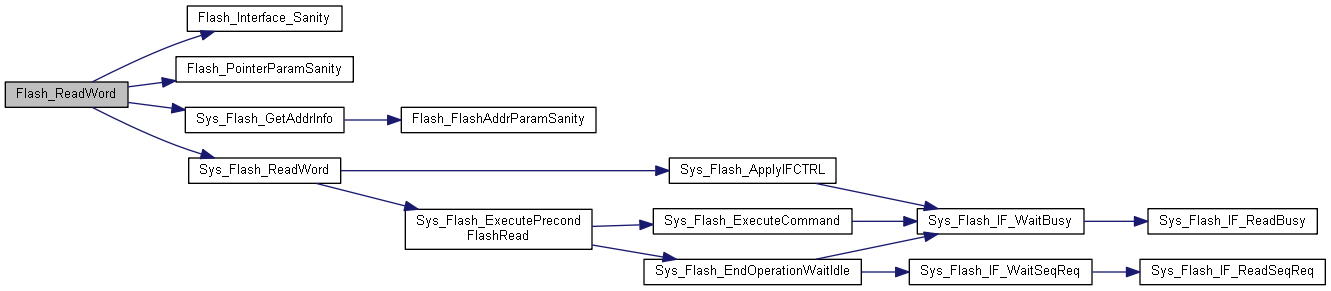 Flash_Interface_Sanity
Flash_PointerParamSanity
Flash_ReadWord
Sys_Flash_GetAddrInfo
Flash_FlashAddrParamSanity
Sys_Flash_ReadWord
Sys_Flash_ApplyIFCTRL
Sys_Flash_ExecutePrecond
FlashRead
Sys_Flash_ExecuteCommand
Sys_Flash_IF_WaitBusy
Sys_Flash_IF_ReadBusy
Sys_Flash_EndOperationWaitIdle
Sys_Flash_IF_WaitSeqReq
Sys_Flash_IF_ReadSeqReq